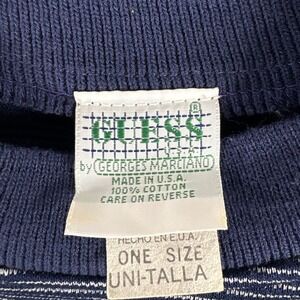 GUESS®
U.S.A.
by GEORGES MARCIANO
MADE IN U.S.A.
100% COTTON
CARE ON REVERSE
HECHO EN E.U.A.
ONE SIZE
UNI-TALLA